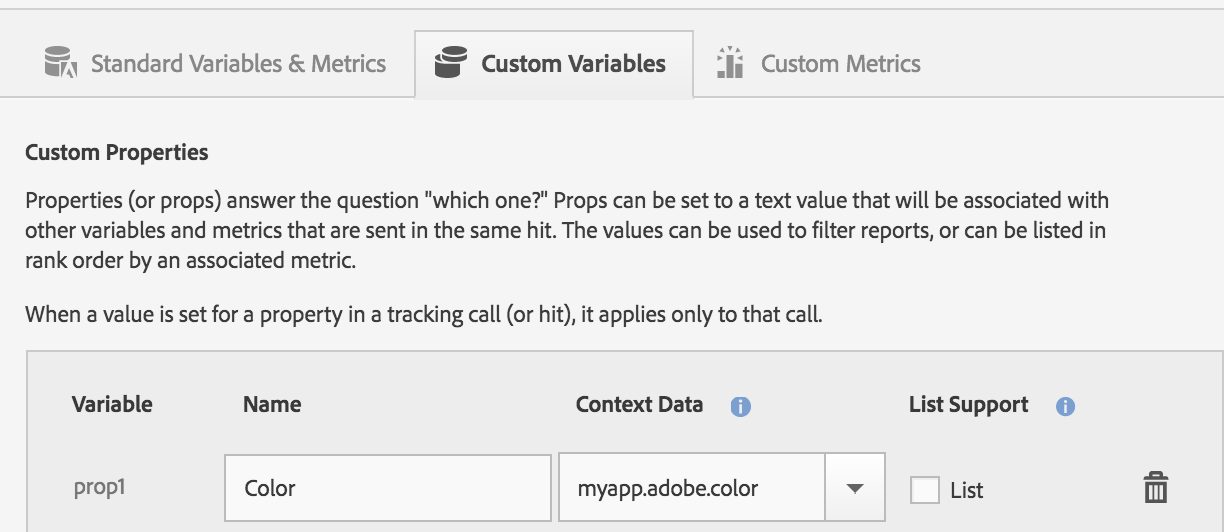 Standard Variables & Metrics Custom Variables Custom Metrics
Custom Properties
Properties (or props) answer the question "which one?" Props can be set to a text value that will be associated with
other variables and metrics that are sent in the same hit. The values can be used to filter reports, or can be listed in
rank order by an associated metric.
When a value is set for a property in a tracking call (or hit), it applies only to that call.
Variable Name Context Data i List Support i
prop1 Color myapp.adobe.color List